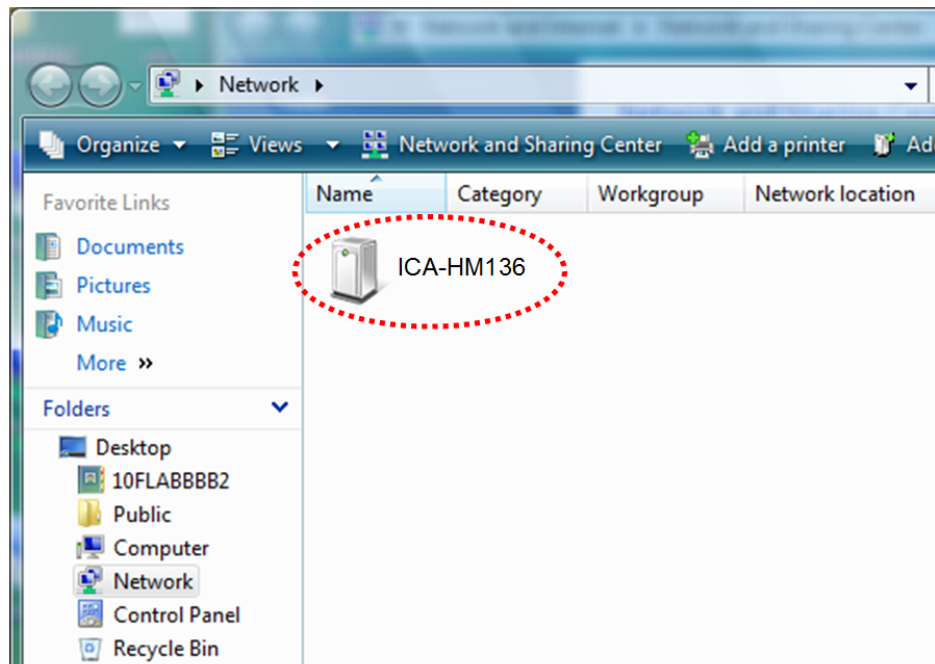 Network
Organize Views Network and Sharing Center Add a printer Ad
Favorite Links
Documents
Pictures
Music
More »
Folders
Desktop
10FLABBBB2
Public
Computer
Network
Control Panel
Recycle Bin
Name Category Workgroup Network location
ICA-HM136